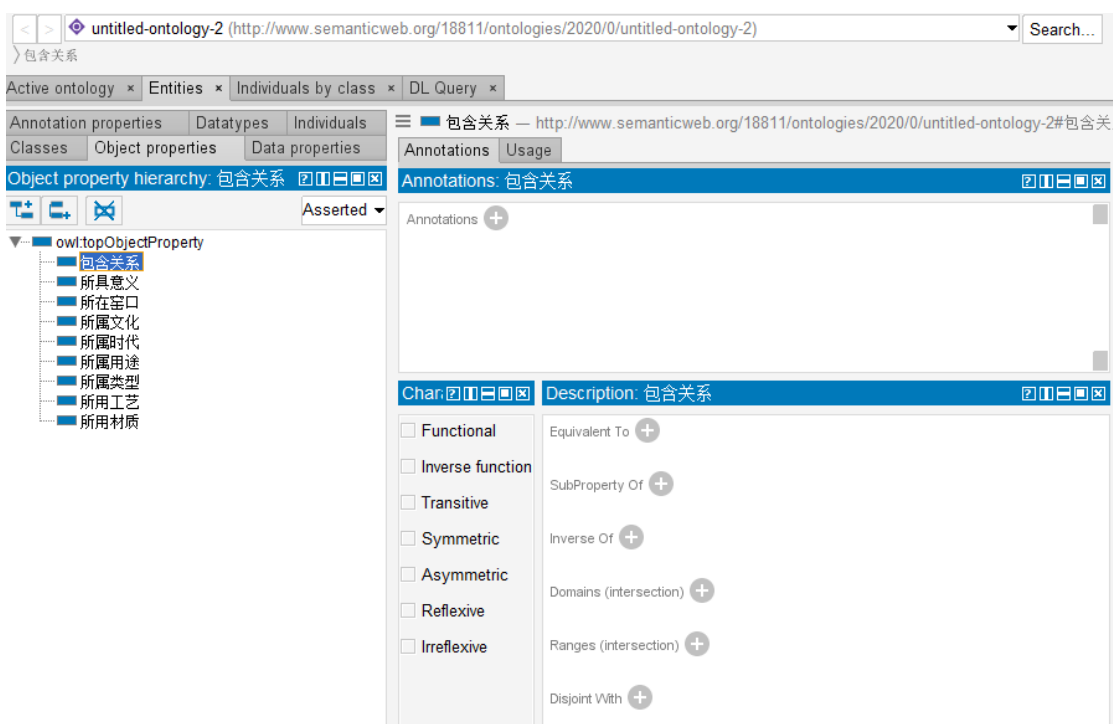 untitled-ontology-2 (http://www.semanticweb.org/18811/ontologies/2020/0/untitled-ontology-2)
Search...
包含关系
Active ontology × Entities × Individuals by class × DL Query ×
Annotation properties Datatypes Individuals
Classes Object properties Data properties
包含关系 — http://www.semanticweb.org/18811/ontologies/2020/0/untitled-ontology-2#包含关
Annotations Usage
Object property hierarchy: 包含关系
Annotations: 包含关系
Asserted
Annotations
owl:topObjectProperty
包含关系
所具意义
所在窑口
所属文化
所属时代
所属用途
所属类型
所用工艺
所用材质
Chara
Description: 包含关系
Functional
Inverse function
Transitive
Symmetric
Asymmetric
Reflexive
Irreflexive
Equivalent To
SubProperty Of
Inverse Of
Domains (intersection)
Ranges (intersection)
Disjoint With